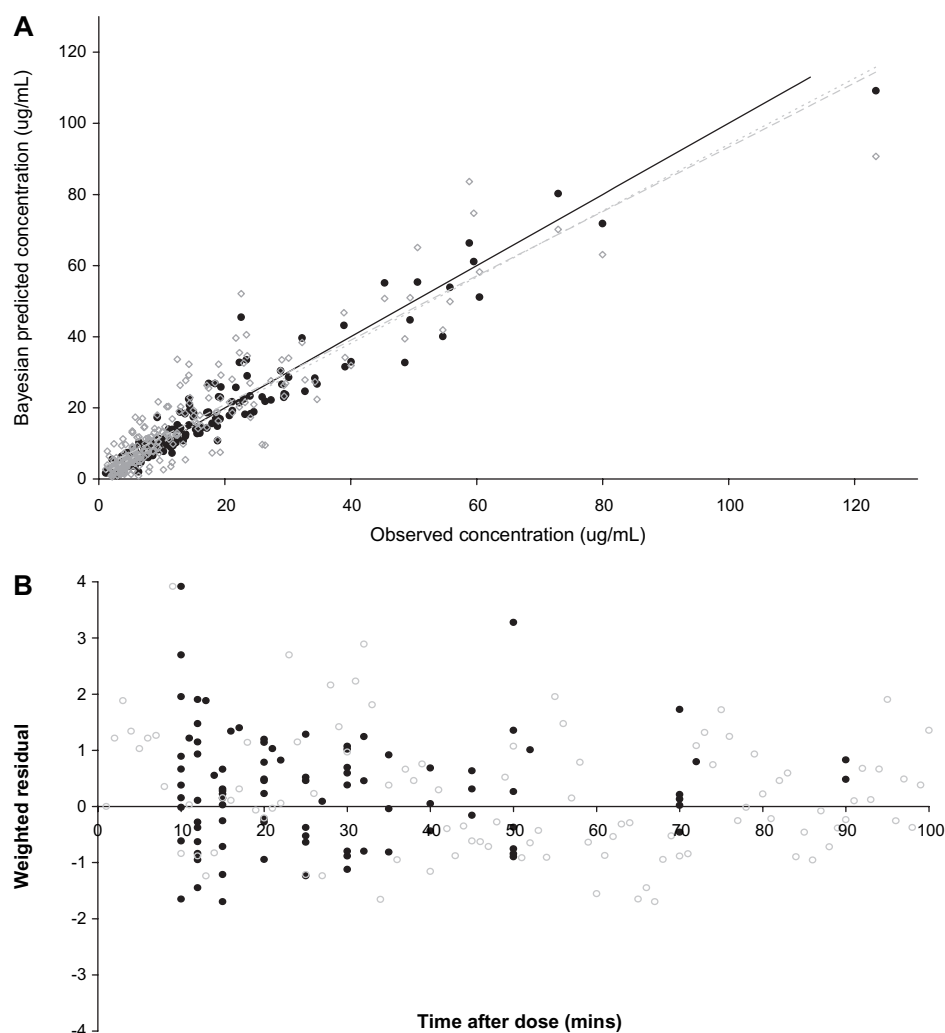 A
Bayesian predicted concentration (ug/mL)
120
100
80
60
40
20
0
0 20 40 60 80 100 120
Observed concentration (ug/mL)
B
Weighted residual
4
3
2
1
0
-1
-2
-3
-4
0 10 20 30 40 50 60 70 80 90 100
Time after dose (mins)